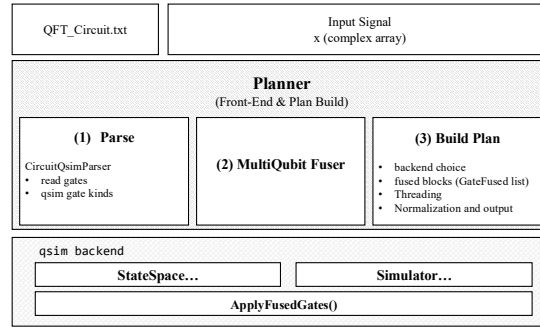 QFT_Circuit.txt
Input Signal
x (complex array)
Planner
(Front-End & Plan Build)
(1) Parse
CircuitQsimParser
• read gates
• qsim gate kinds
(2) MultiQubit Fuser
(3) Build Plan
• backend choice
• fused blocks (GateFused list)
• Threading
• Normalization and output
qsim backend
StateSpace…
Simulator…
ApplyFusedGates()